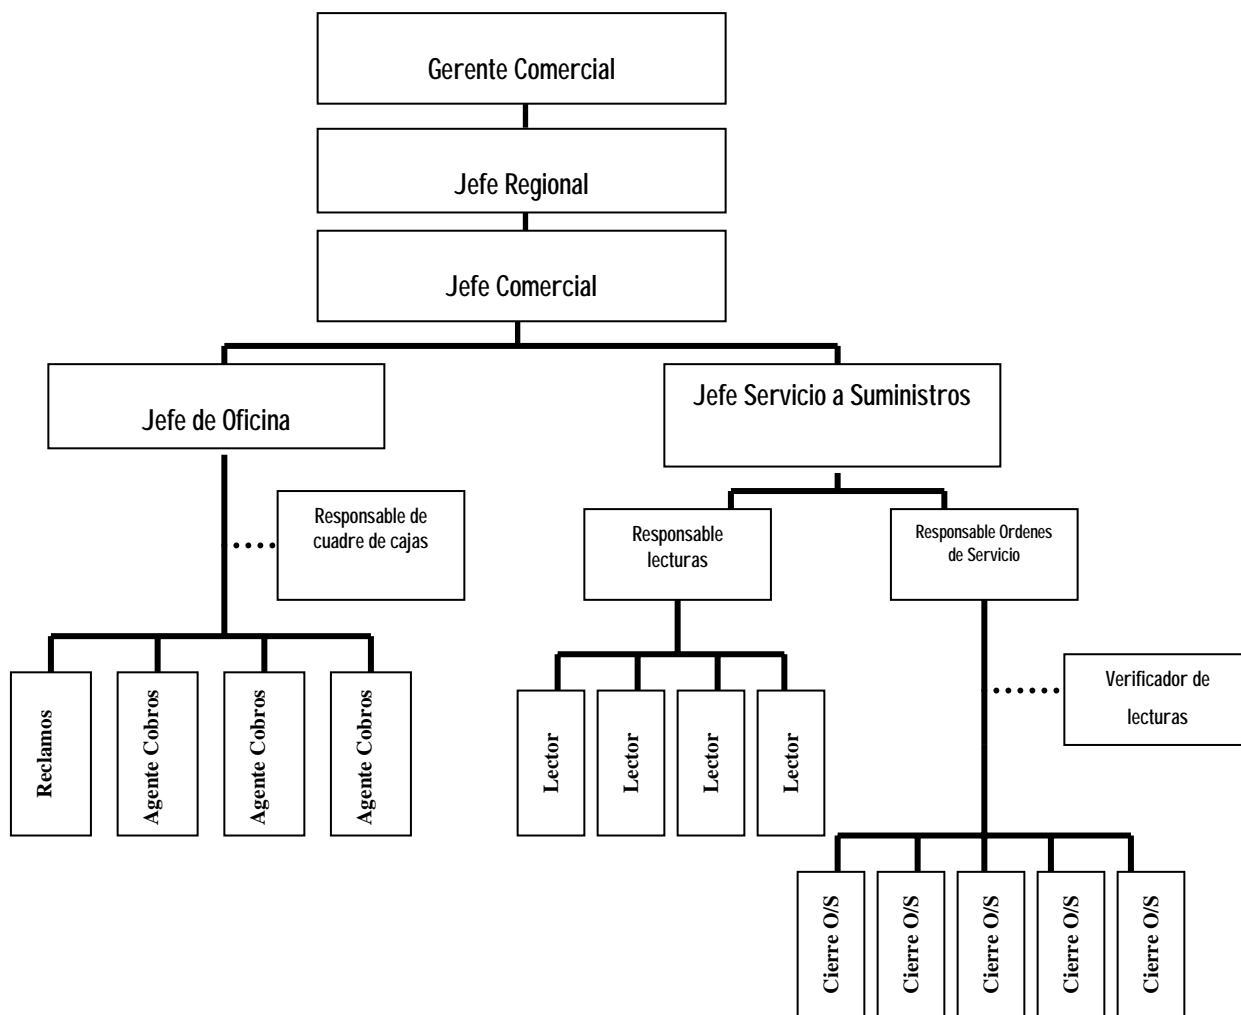 Gerente Comercial
Jefe Regional
Jefe Comercial
Jefe de Oficina
Jefe Servicio a Suministros
Responsable de
cuadre de cajas
Responsable
lecturas
Responsable Ordenes
de Servicio
Verificador de
lecturas
Reclamos
Agente Cobros
Agente Cobros
Agente Cobros
Lector
Lector
Lector
Lector
Cierre O/S
Cierre O/S
Cierre O/S
Cierre O/S
Cierre O/S